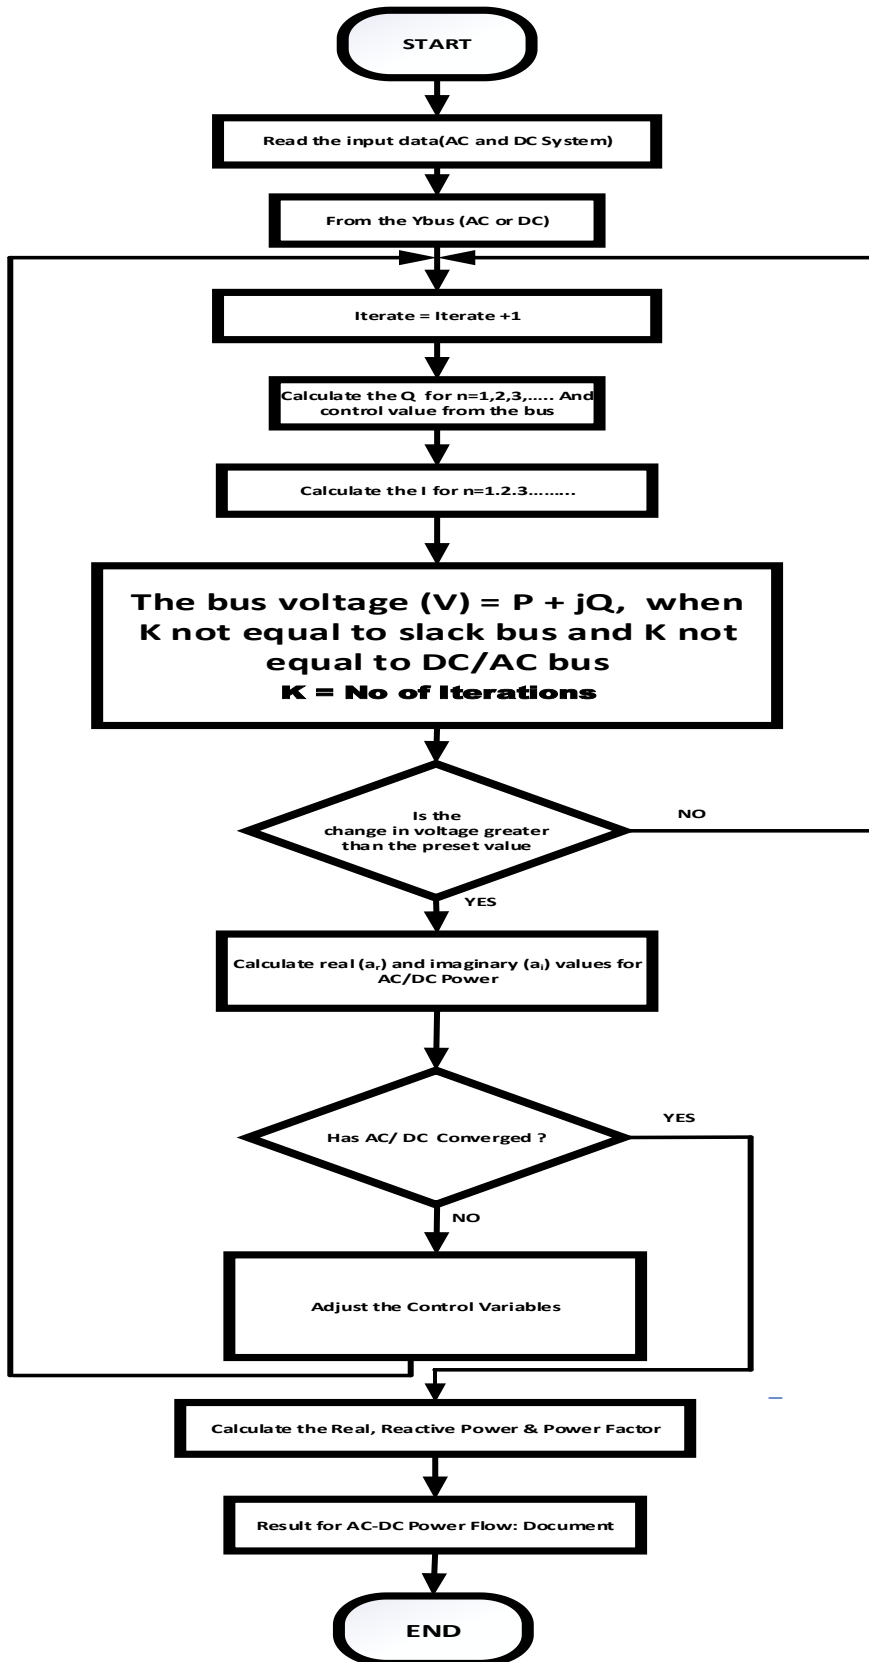 START
Read the input data(AC and DC System)
From the Ybus (AC or DC)
Iterate = Iterate +1
Calculate the Q for n=1,2,3,..... And
control value from the bus
Calculate the I for n=1.2.3.........
The bus voltage (V) = P + jQ, when
K not equal to slack bus and K not
equal to DC/AC bus
K = No of Iterations
Is the
change in voltage greater
than the preset value
NO
YES
Calculate real (aᵣ) and imaginary (aᵢ) values for
AC/DC Power
Has AC/ DC Converged ?
YES
NO
Adjust the Control Variables
Calculate the Real, Reactive Power & Power Factor
Result for AC-DC Power Flow: Document
END